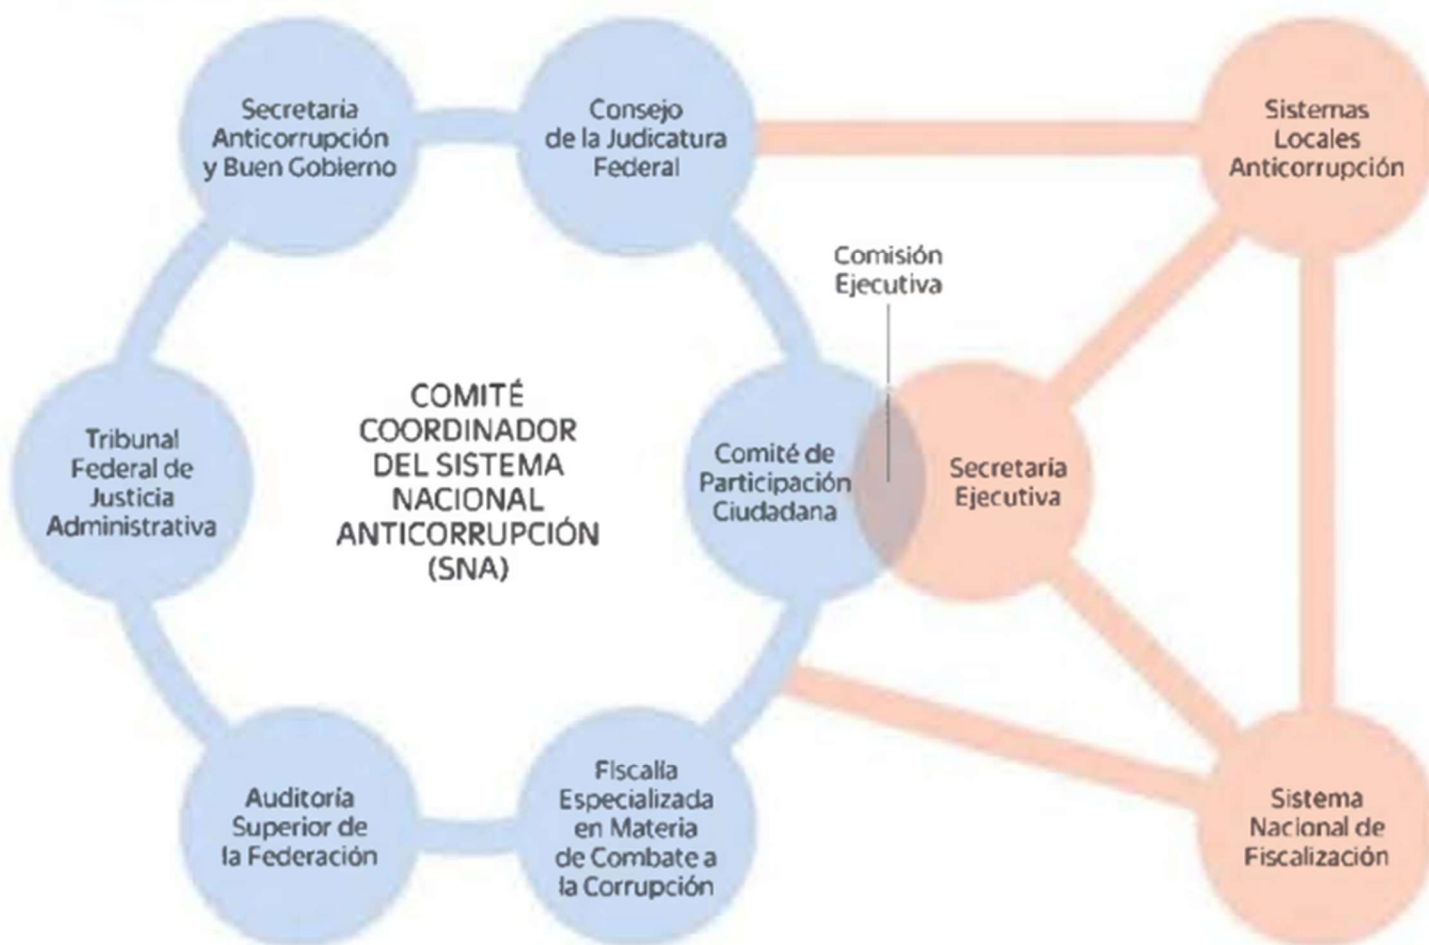 Secretaria
Anticorrupción
y Buen Gobierno
Consejo
de la Judicatura
Federal
Sistemas
Locales
Anticorrupción
Comisión
Ejecutiva
Tribunal
Federal de
Justicia
Administrativa
COMITÉ
COORDINADOR
DEL SISTEMA
NACIONAL
ANTICORRUPCIÓN
(SNA)
Comité de
Participación
Ciudadana
Secretaría
Ejecutiva
Auditoría
Superior de
la Federación
Fiscalía
Especializada
en Materia
de Combate a
la Corrupción
Sistema
Nacional de
Fiscalización